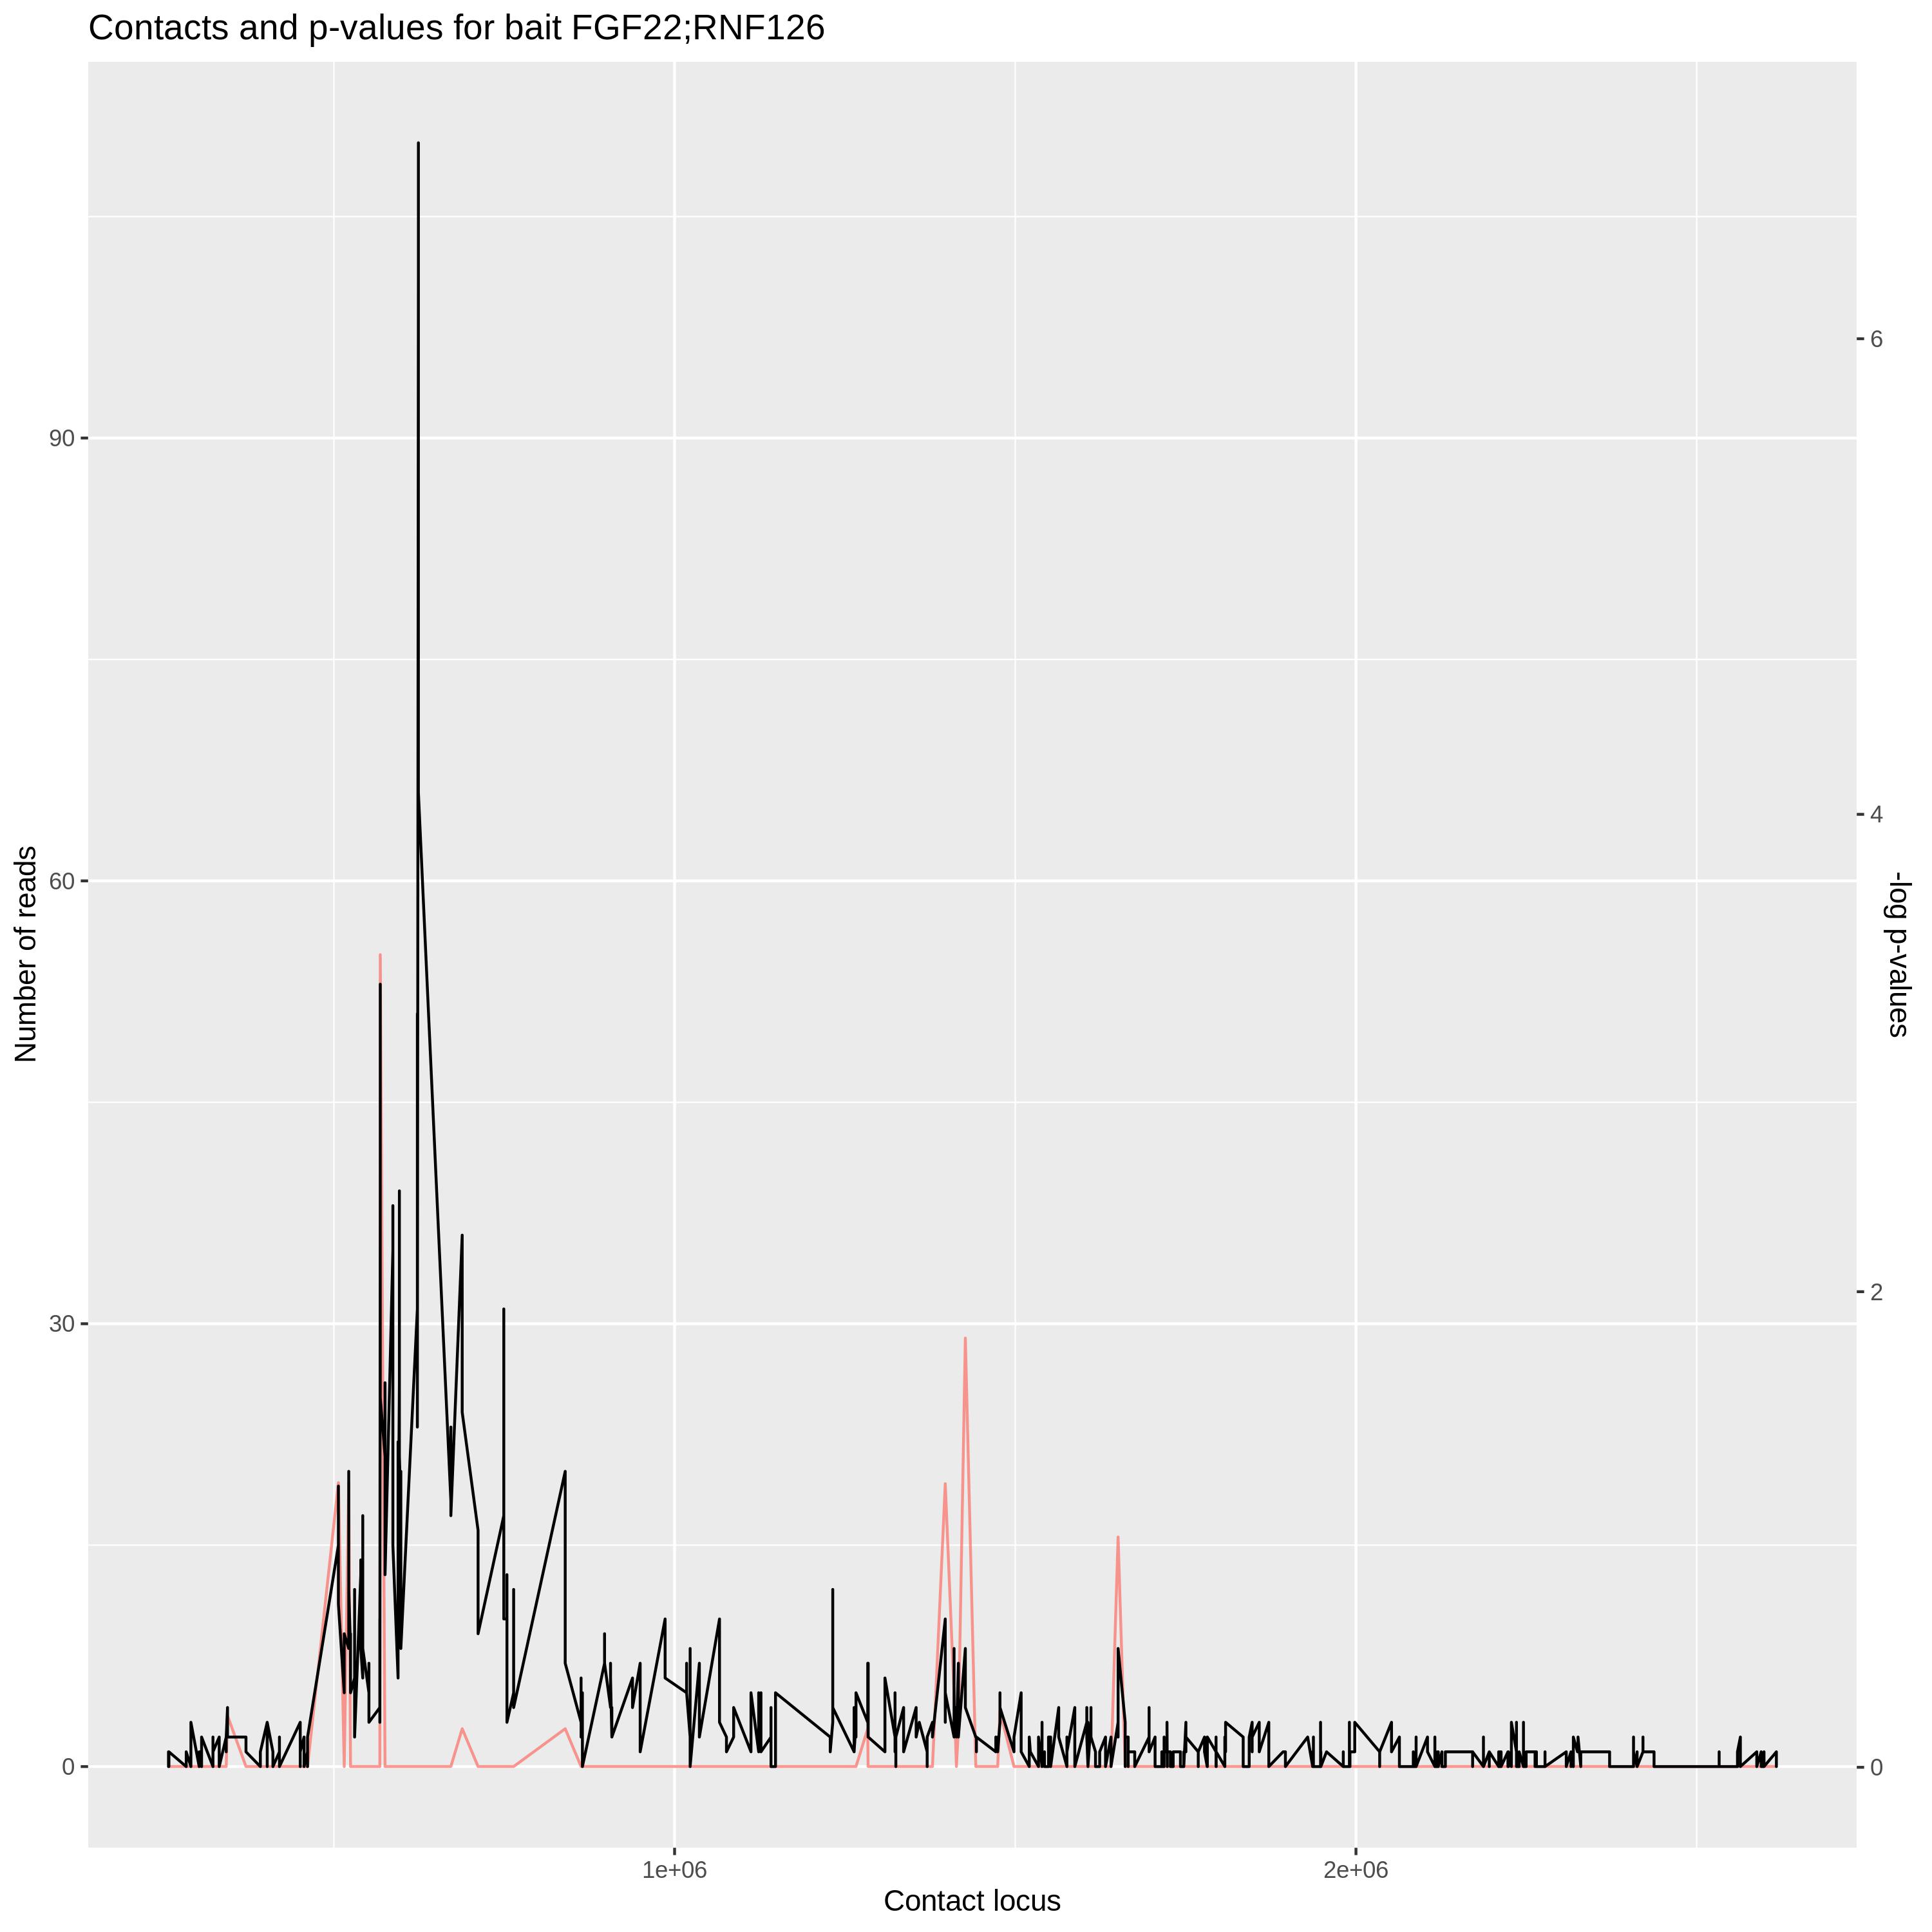 Contacts and p-values for bait FGF22;RNF126
Number of reads
90
60
30
0
6
4
2
0
-log p-values
1e+06
2e+06
Contact locus